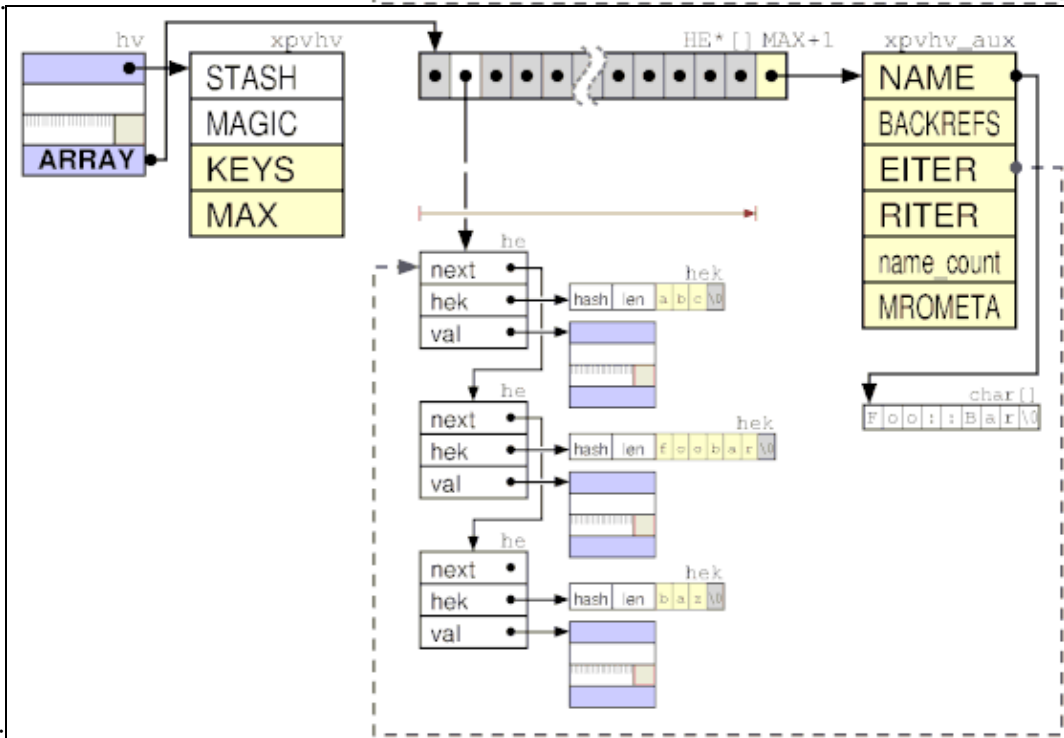 hv xpvhv HE*[] MAX+1 xpvhv_aux
STASH
MAGIC
ARRAY
KEYS
MAX
NAME
BACKREFS
EITER
RITER
name_count
MROMETA
char[]
F o o : : B a r \0
he
next
hek
val
hek
hash len a b c \0
he
next
hek
val
hek
hash len f o o b a r \0
he
next
hek
val
hek
hash len b a z \0